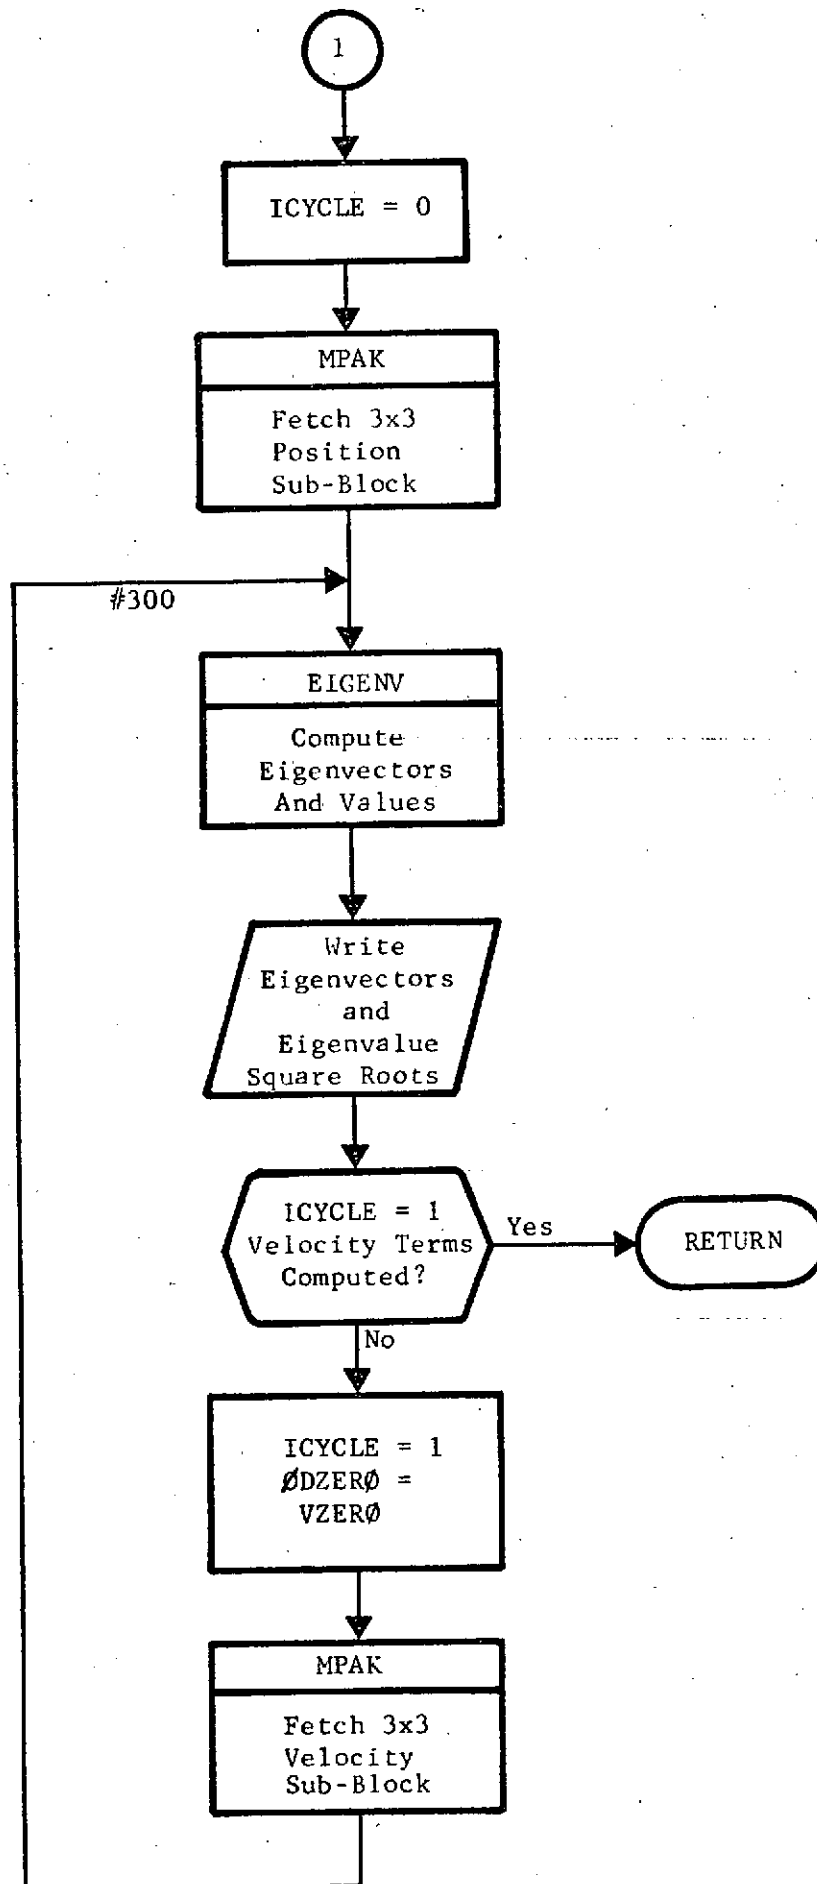 1
ICYCLE = 0
MPAK
Fetch 3x3
Position
Sub-Block
#300
EIGENV
Compute
Eigenvectors
And Values
Write
Eigenvectors
and
Eigenvalue
Square Roots
ICYCLE = 1
Velocity Terms
Computed?
Yes
RETURN
No
ICYCLE = 1
ØDZERØ =
VZERØ
MPAK
Fetch 3x3
Velocity
Sub-Block